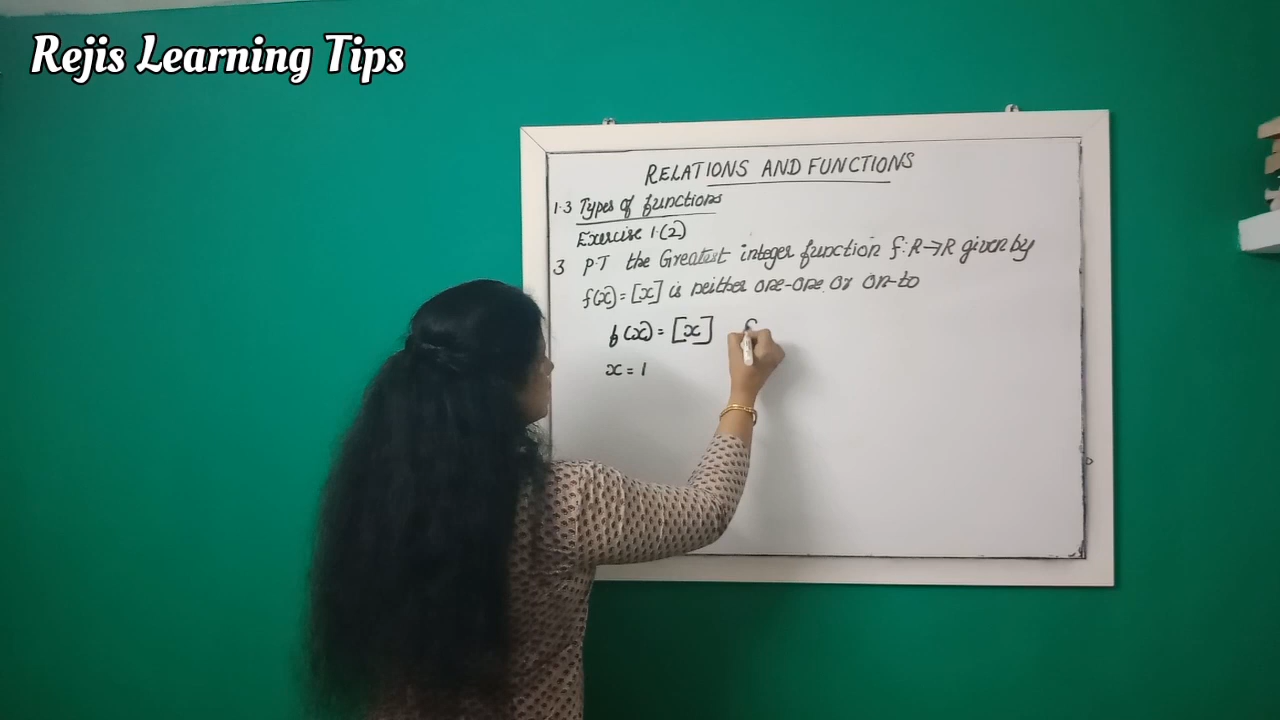 Rejis Learning Tips
RELATIONS AND FUNCTIONS
1.3 Types of functions
Exercise 1.(2)
3 P.T the Greatest integer function f:R→R given by
f(x) = [x] is neither one-one or on-to
f(x) = [x]
x = 1